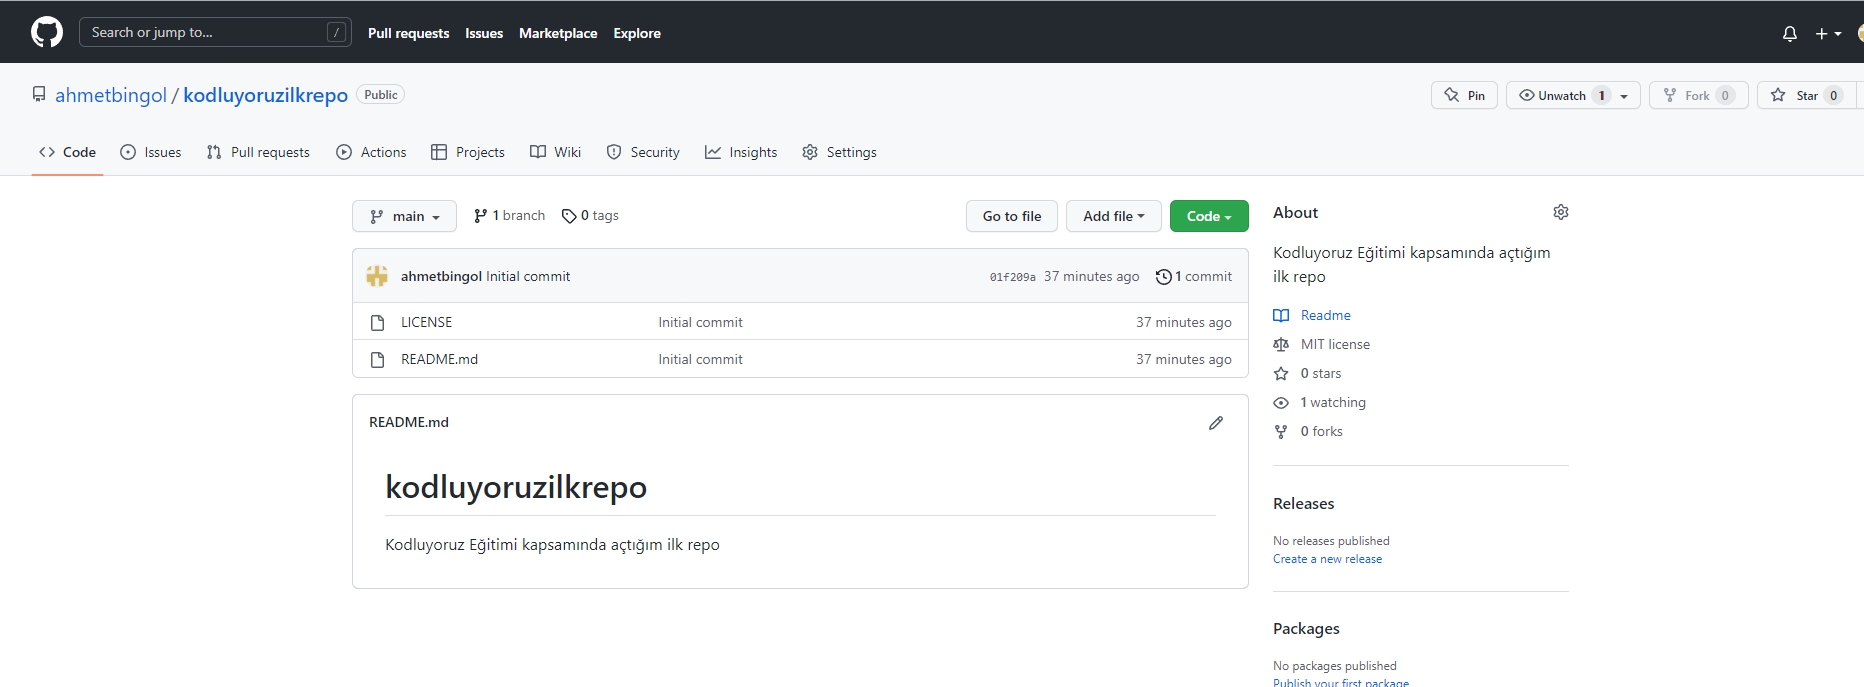 Search or jump to... /
Pull requests Issues Marketplace Explore
ahmetbingol / kodluyoruzilkrepo Public
Pin Unwatch 1 Fork 0 Star 0
Code Issues Pull requests Actions Projects Wiki Security Insights Settings
main 1 branch 0 tags
Go to file Add file Code
ahmetbingol Initial commit 01f209a 37 minutes ago 1 commit
LICENSE Initial commit 37 minutes ago
README.md Initial commit 37 minutes ago
README.md
kodluyoruzilkrepo
Kodluyoruz Eğitimi kapsamında açtığım ilk repo
About
Kodluyoruz Eğitimi kapsamında açtığım
ilk repo
Readme
MIT license
0 stars
1 watching
0 forks
Releases
No releases published
Create a new release
Packages
No packages published
Publish your first package